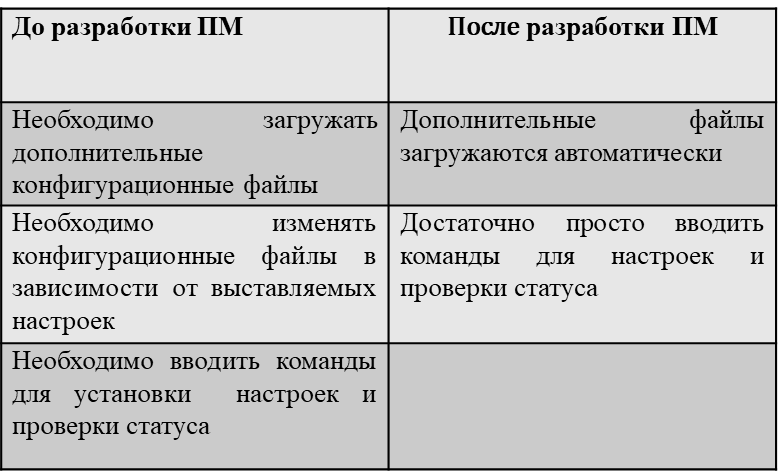 До разработки ПМ
После разработки ПМ
Необходимо загружать
дополнительные
конфигурационные файлы
Дополнительные файлы
загружаются автоматически
Необходимо изменять
конфигурационные файлы в
зависимости от выставляемых
настроек
Достаточно просто вводить
команды для настроек и
проверки статуса
Необходимо вводить команды
для установки настроек и
проверки статуса